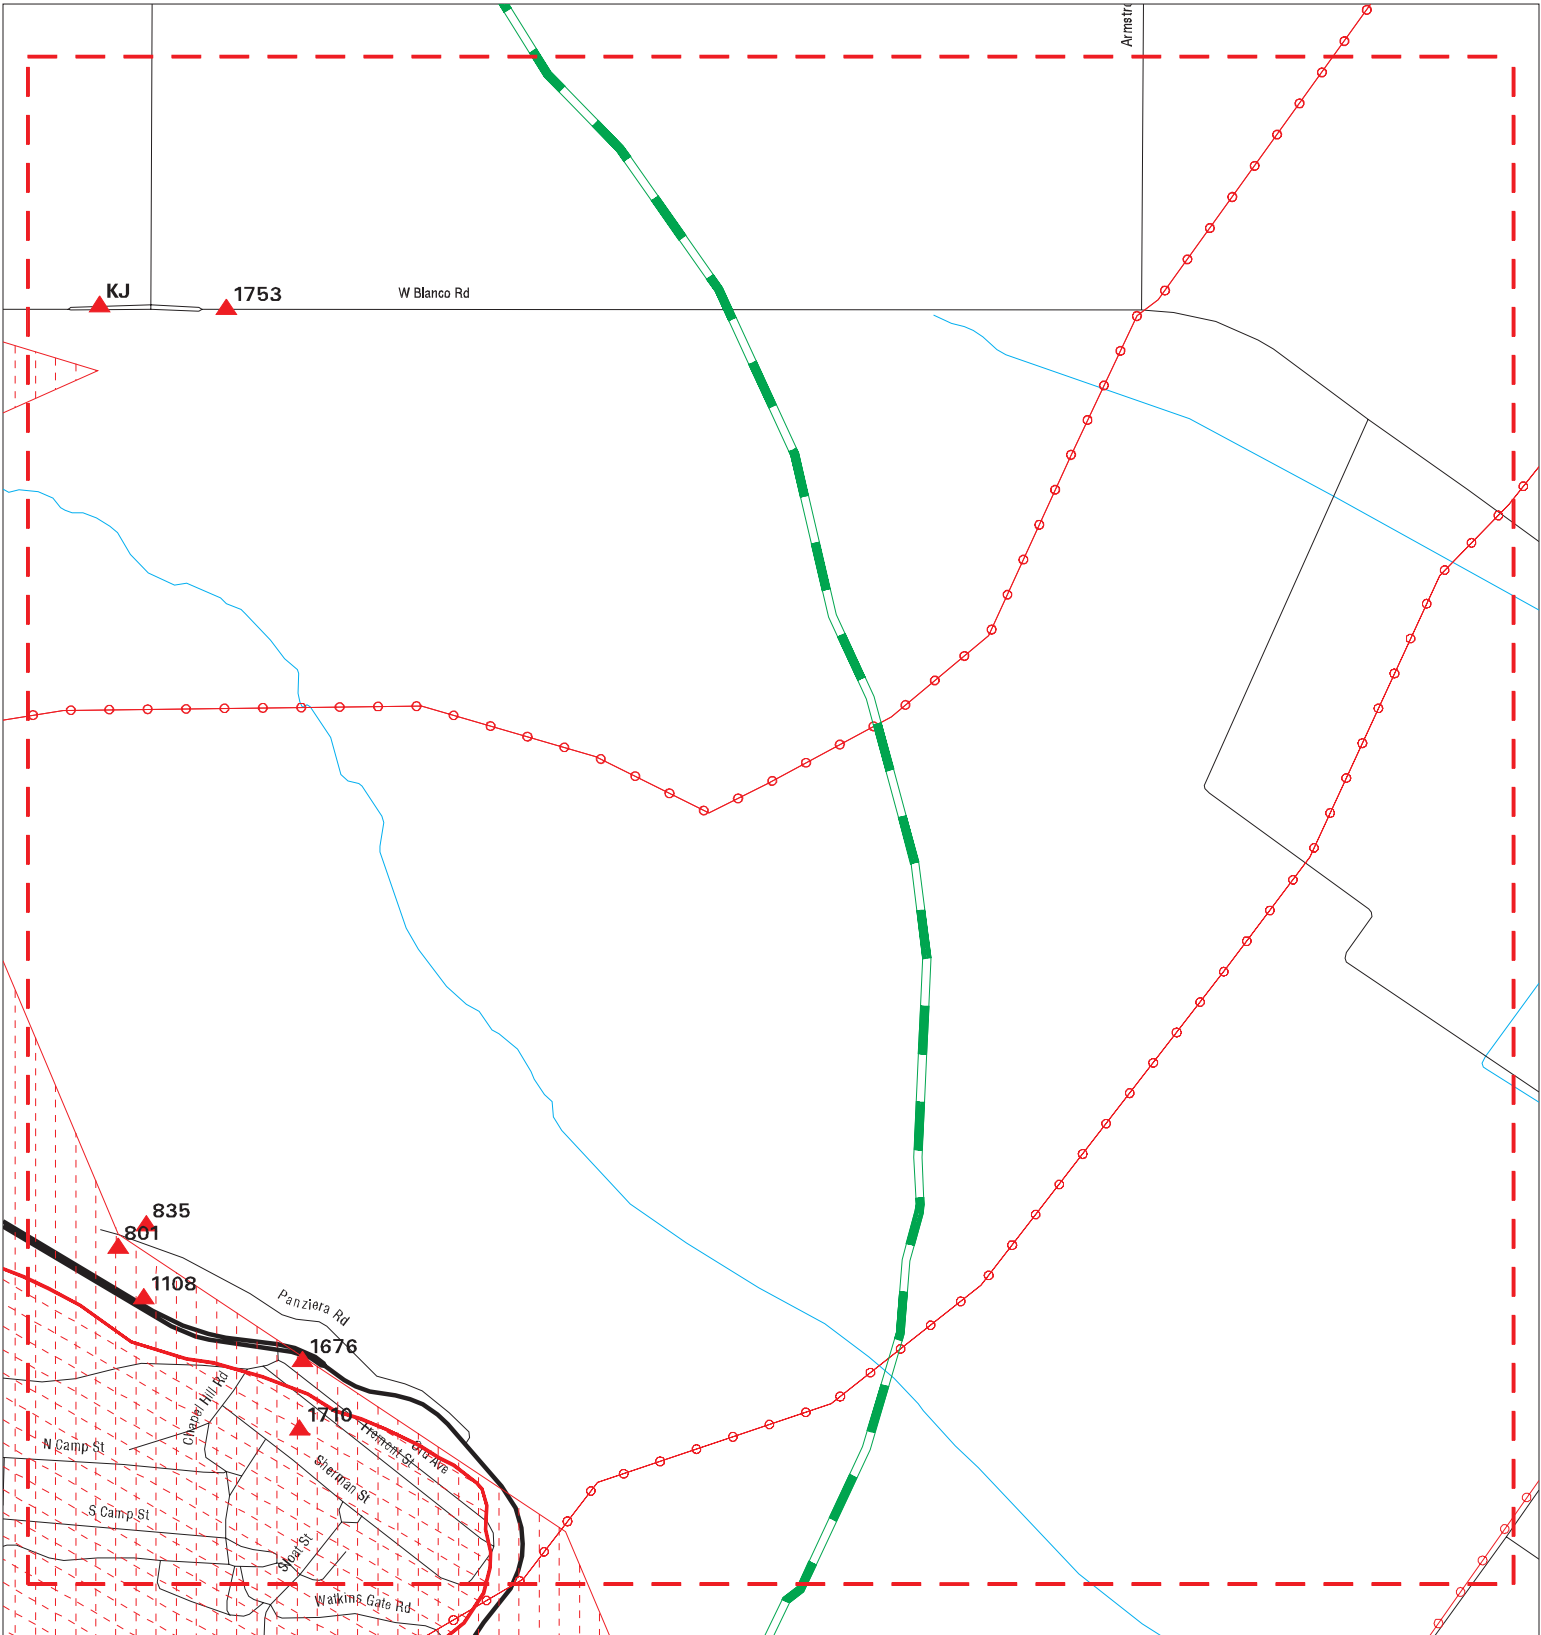 Armstr
KJ
1753
W Blanco Rd
835
801
1108
Panziera Rd
1676
Chapel Hill Rd
1710
N Camp St
Fremont St
Ord Ave
Sherman St
S Camp St
Sloat St
Watkins Gate Rd